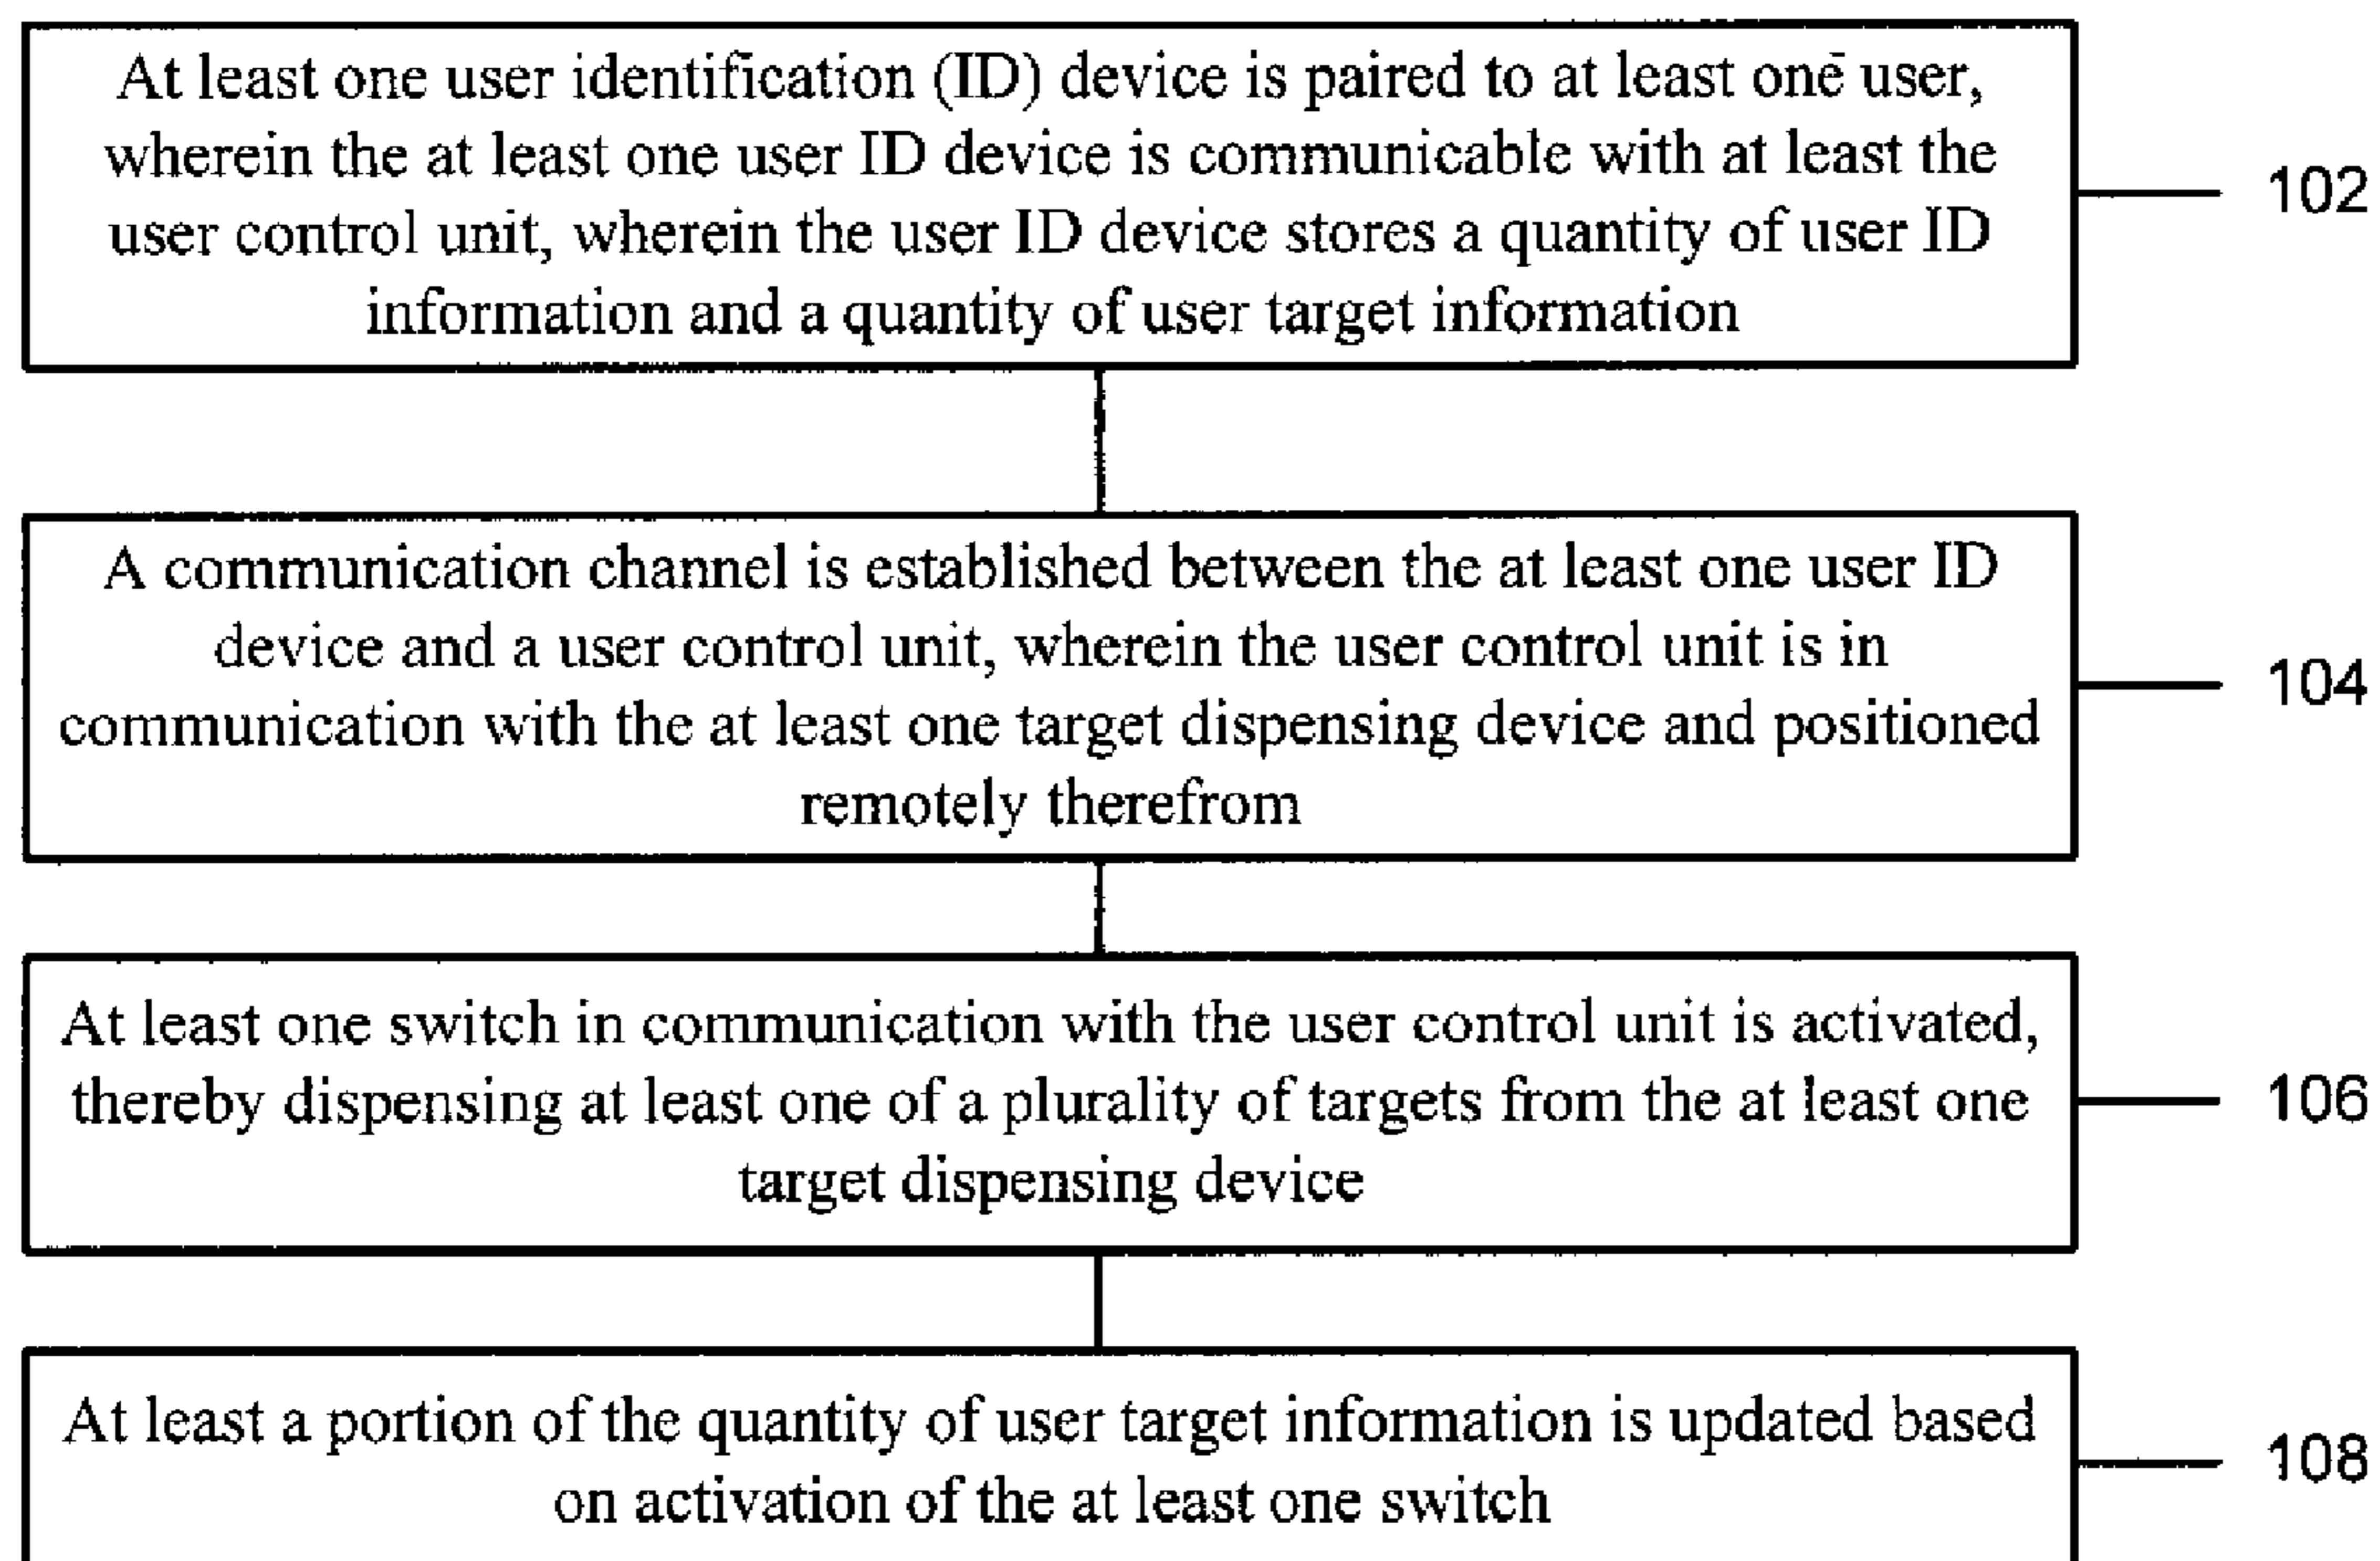 At least one user identification (ID) device is paired to at least one user,
wherein the at least one user ID device is communicable with at least the
user control unit, wherein the user ID device stores a quantity of user ID
information and a quantity of user target information
102
A communication channel is established between the at least one user ID
device and a user control unit, wherein the user control unit is in
communication with the at least one target dispensing device and positioned
remotely therefrom
104
At least one switch in communication with the user control unit is activated,
thereby dispensing at least one of a plurality of targets from the at least one
target dispensing device
106
At least a portion of the quantity of user target information is updated based
on activation of the at least one switch
108